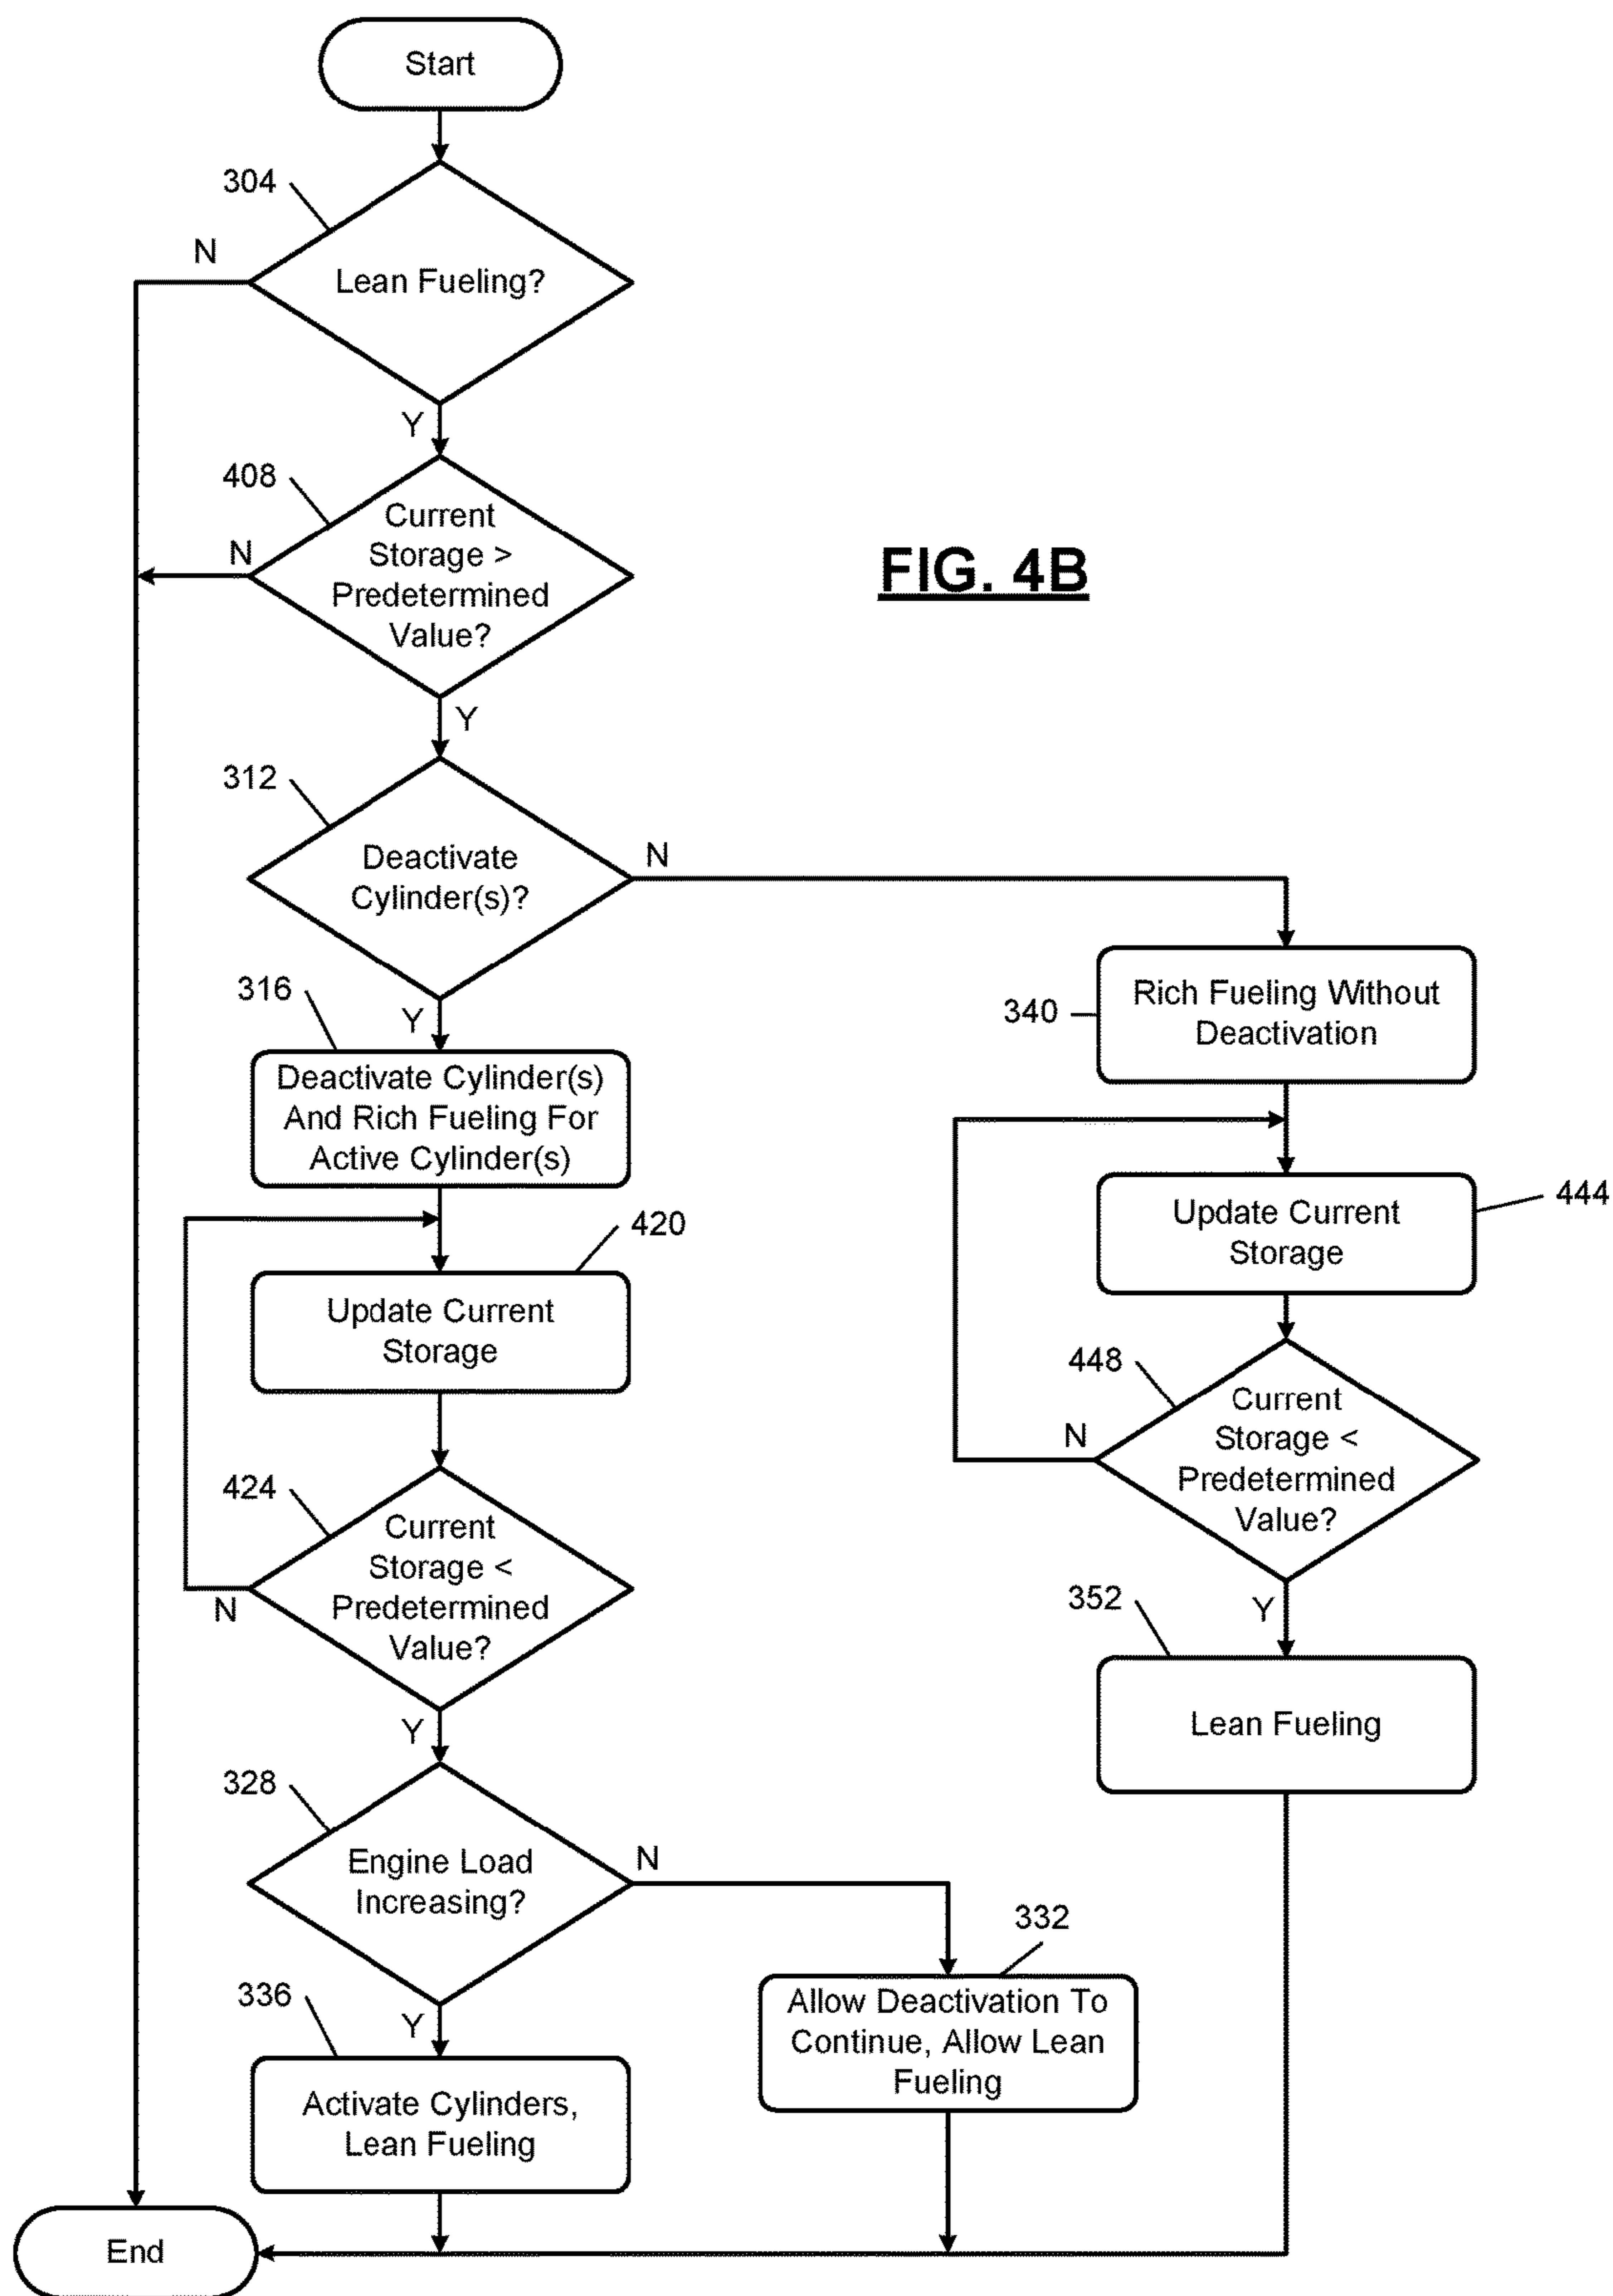 Start
304
N
Lean Fueling?
Y
408
N
Current
Storage >
Predetermined
Value?
FIG. 4B
Y
312
Deactivate
Cylinder(s)?
N
316
Y
Deactivate Cylinder(s)
And Rich Fueling For
Active Cylinder(s)
340
Rich Fueling Without
Deactivation
420
Update Current
Storage
444
Update Current
Storage
424
Current
Storage <
Predetermined
Value?
N
Y
448
Current
Storage <
Predetermined
Value?
N
Y
352
Lean Fueling
328
Engine Load
Increasing?
N
332
Allow Deactivation To
Continue, Allow Lean
Fueling
336
Y
Activate Cylinders,
Lean Fueling
End